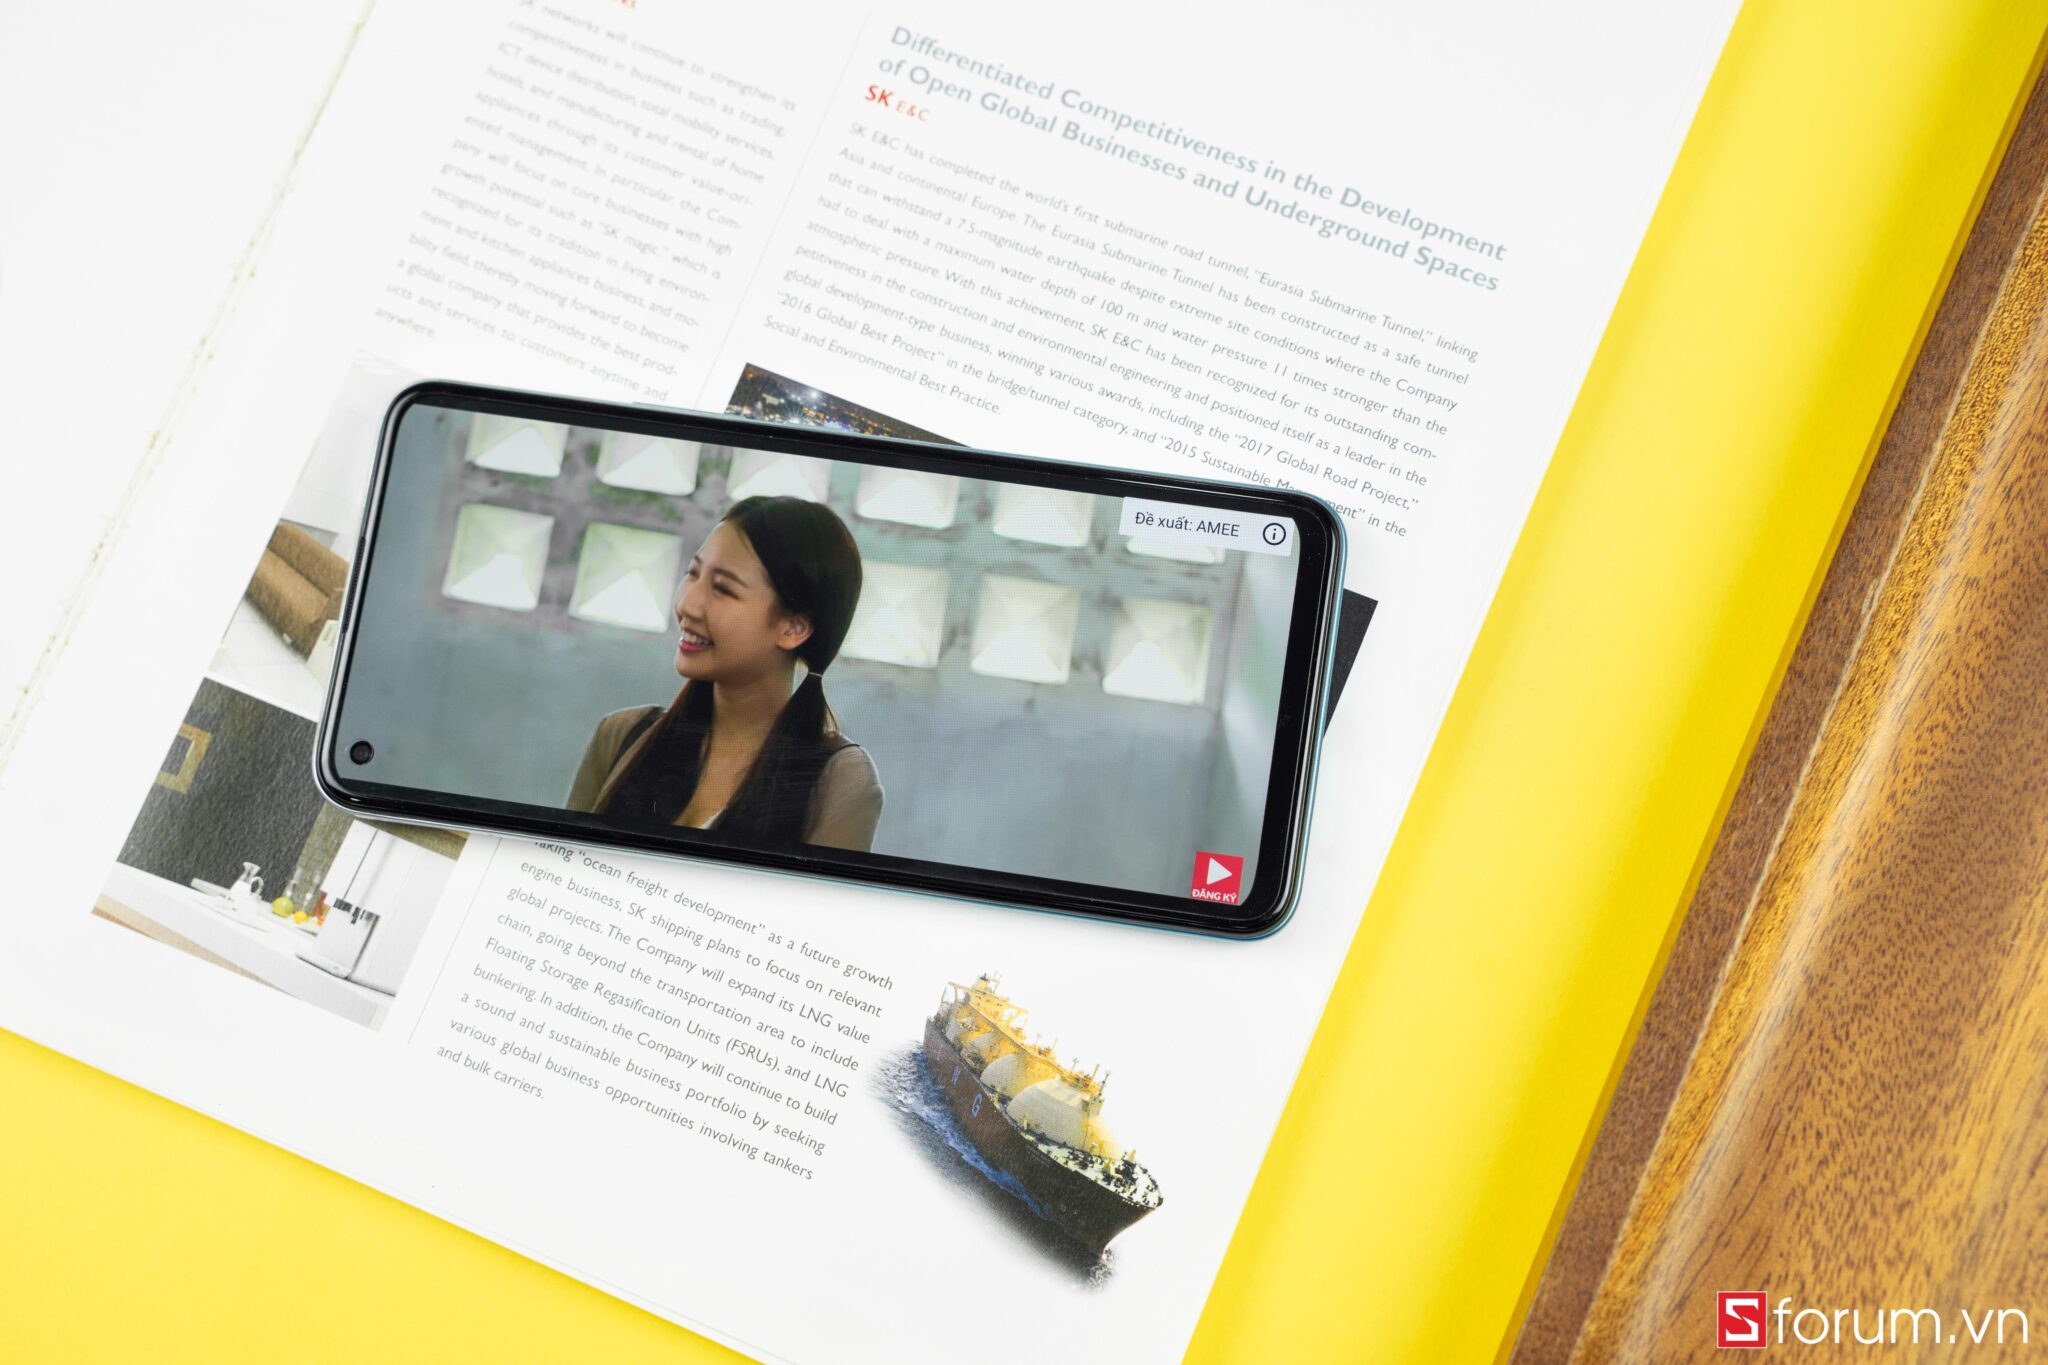 SK networks will continue to strengthen its
competitiveness in business such as trading,
ICT device distribution, total mobility services,
hotels, and manufacturing and rental of home
appliances through its customer value-ori-
ented management. In particular, the Com-
pany will focus on core businesses with high
growth potential such as “SK magic,” which is
recognized for its tradition in living environ-
ment and kitchen appliances business, and mo-
bility field, thereby moving forward to become
a global company that provides the best prod-
ucts and services to customers anytime and
anywhere.
Differentiated Competitiveness in the Development
of Open Global Businesses and Underground Spaces
SK E&C
SK E&C has completed the world's first submarine road tunnel, “Eurasia Submarine Tunnel,” linking
Asia and continental Europe. The Eurasia Submarine Tunnel has been constructed as a safe tunnel
that can withstand a 7.5-magnitude earthquake despite extreme site conditions where the Company
had to deal with a maximum water depth of 100 m and water pressure 11 times stronger than the
atmospheric pressure. With this achievement, SK E&C has been recognized for its outstanding com-
petitiveness in the construction and environmental engineering and positioned itself as a leader in the
global development-type business, winning various awards, including the “2017 Global Road Project,”
“2016 Global Best Project” in the bridge/tunnel category, and “2015 Sustainable ment” in the
Social and Environmental Best Practice.
Đề xuất: AMEE
ĐĂNG KÝ
Taking “ocean freight development” as a future growth
engine business, SK shipping plans to focus on relevant
global projects. The Company will expand its LNG value
chain, going beyond the transportation area to include
Floating Storage Regasification Units (FSRUs), and LNG
bunkering. In addition, the Company will continue to build
a sound and sustainable business portfolio by seeking
various global business opportunities involving tankers
and bulk carriers.
N G
S forum.vn